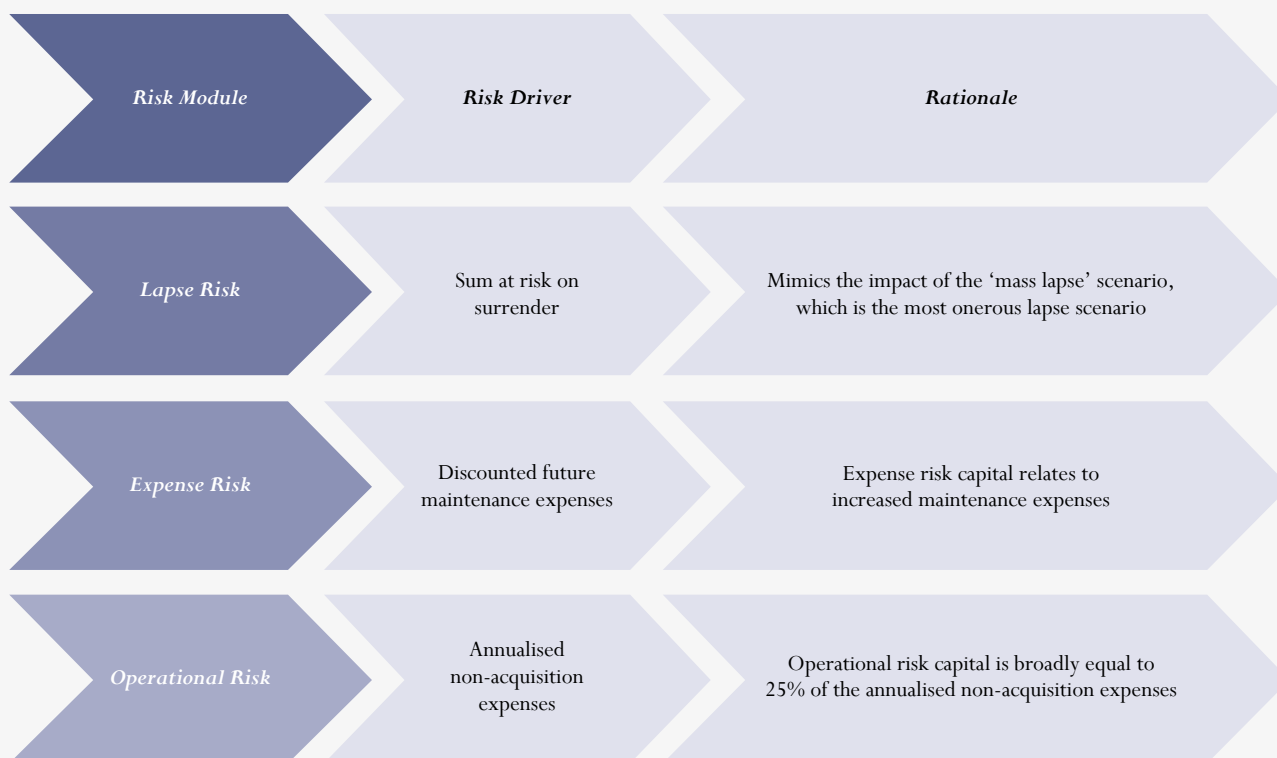 Risk Module
Risk Driver
Rationale
Lapse Risk
Sum at risk on
surrender
Mimics the impact of the ‘mass lapse’ scenario,
which is the most onerous lapse scenario
Expense Risk
Discounted future
maintenance expenses
Expense risk capital relates to
increased maintenance expenses
Operational Risk
Annualised
non-acquisition
expenses
Operational risk capital is broadly equal to
25% of the annualised non-acquisition expenses